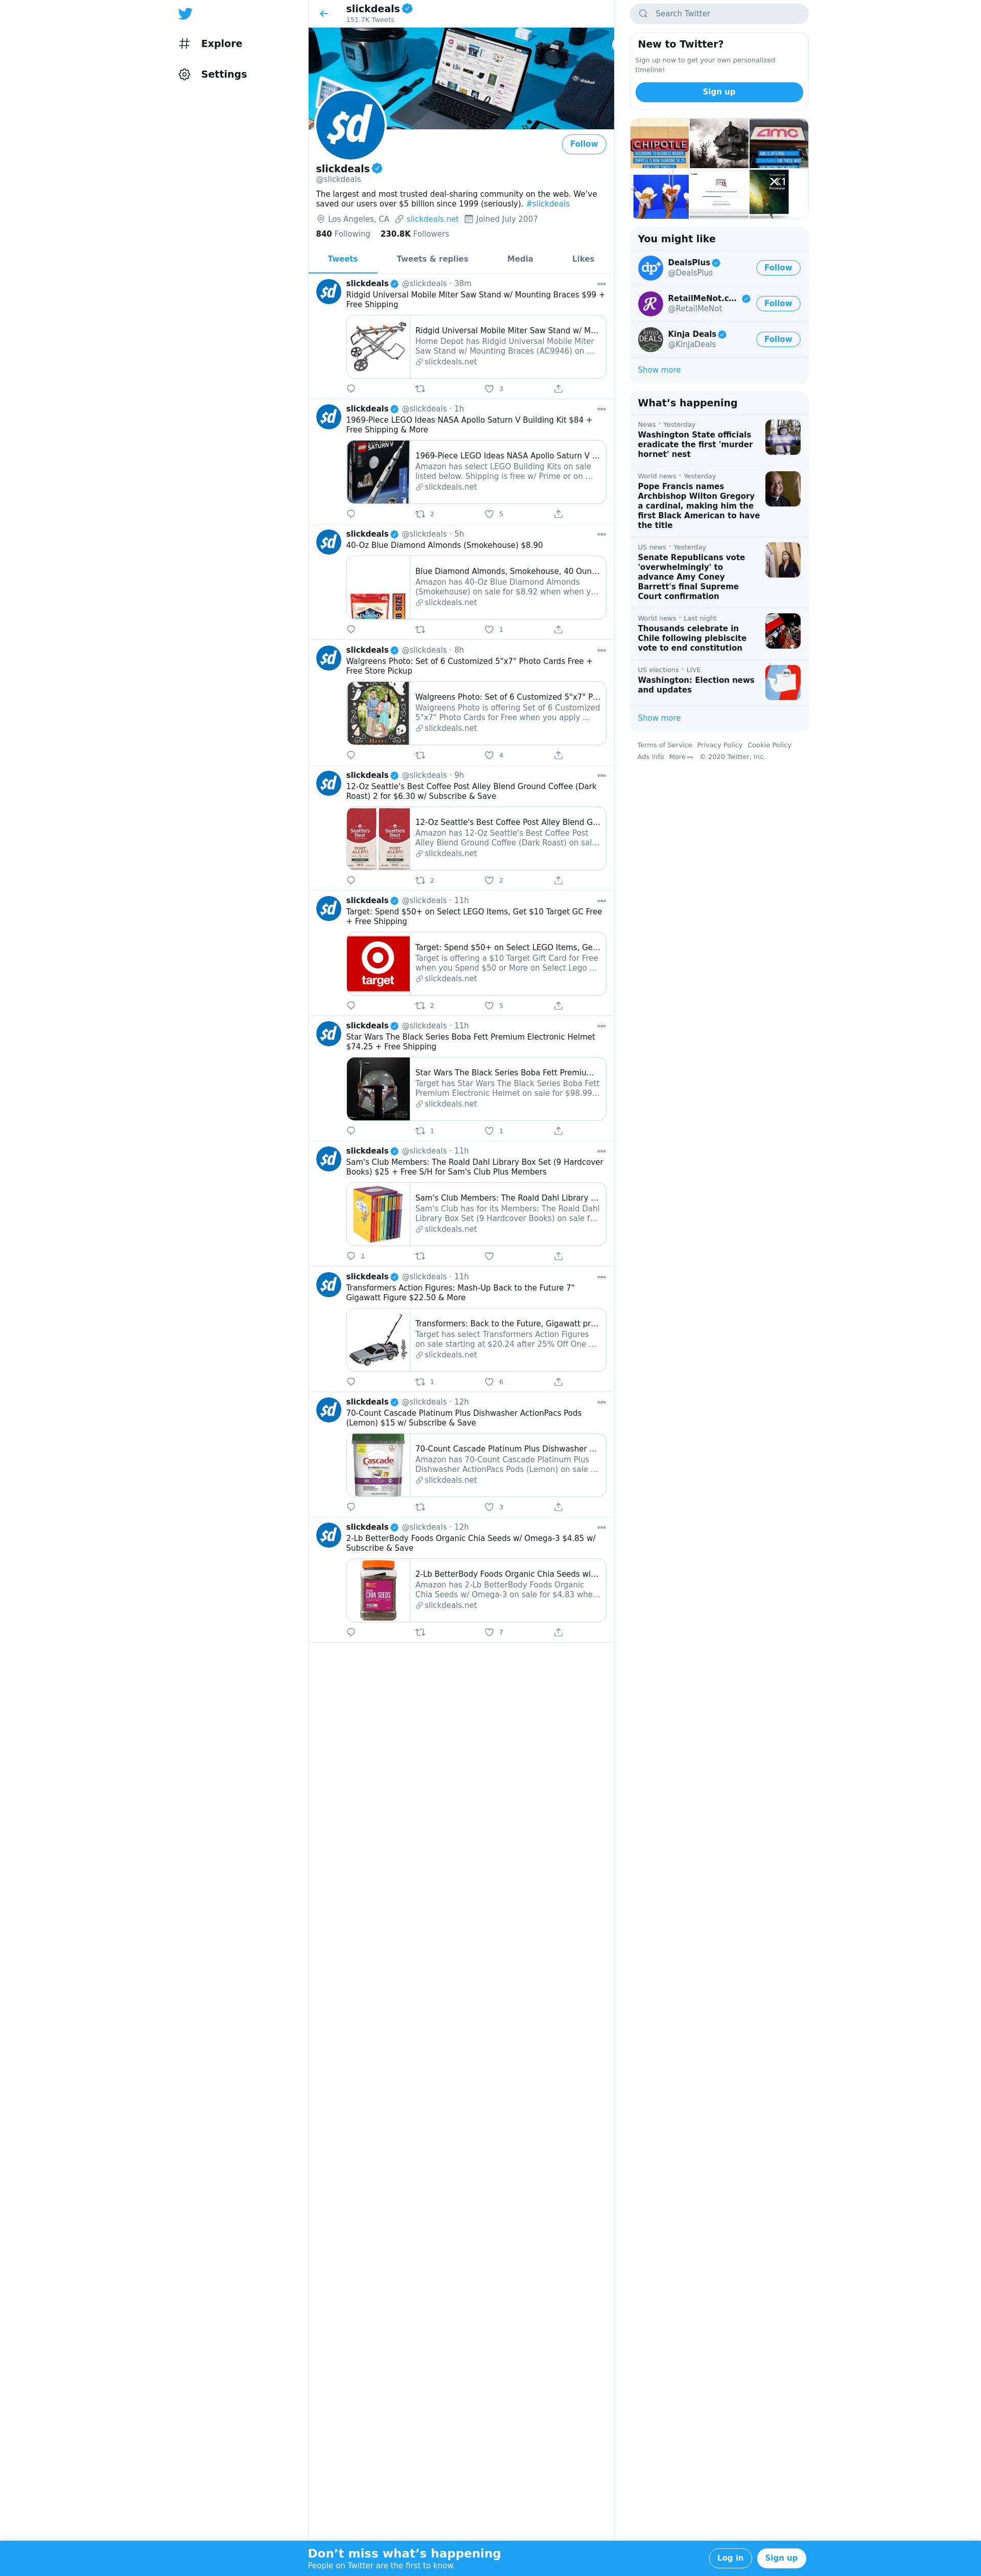 Explore
Settings
slickdeals
151.7K Tweets
$d
Follow
slickdeals
@slickdeals
The largest and most trusted deal-sharing community on the web. We’ve
saved our users over $5 billion since 1999 (seriously). #slickdeals
Los Angeles, CA slickdeals.net Joined July 2007
840 Following 230.8K Followers
Tweets Tweets & replies Media Likes
slickdeals @slickdeals · 38m
Ridgid Universal Mobile Miter Saw Stand w/ Mounting Braces $99 +
Free Shipping
Ridgid Universal Mobile Miter Saw Stand w/ M...
Home Depot has Ridgid Universal Mobile Miter
Saw Stand w/ Mounting Braces (AC9946) on ...
slickdeals.net
3
slickdeals @slickdeals · 1h
1969-Piece LEGO Ideas NASA Apollo Saturn V Building Kit $84 +
Free Shipping & More
SATURN V
1969-Piece LEGO Ideas NASA Apollo Saturn V ...
Amazon has select LEGO Building Kits on sale
listed below. Shipping is free w/ Prime or on ...
slickdeals.net
2 5
slickdeals @slickdeals · 5h
40-Oz Blue Diamond Almonds (Smokehouse) $8.90
Blue Diamond Almonds, Smokehouse, 40 Oun...
Amazon has 40-Oz Blue Diamond Almonds
(Smokehouse) on sale for $8.92 when when y...
slickdeals.net
1
slickdeals @slickdeals · 8h
Walgreens Photo: Set of 6 Customized 5"x7" Photo Cards Free +
Free Store Pickup
Walgreens Photo: Set of 6 Customized 5"x7" P...
Walgreens Photo is offering Set of 6 Customized
5"x7" Photo Cards for Free when you apply ...
slickdeals.net
4
slickdeals @slickdeals · 9h
12-Oz Seattle's Best Coffee Post Alley Blend Ground Coffee (Dark
Roast) 2 for $6.30 w/ Subscribe & Save
Seattle's Best
POST ALLEY
Seattle's Best
POST ALLEY
12-Oz Seattle's Best Coffee Post Alley Blend G...
Amazon has 12-Oz Seattle's Best Coffee Post
Alley Blend Ground Coffee (Dark Roast) on sal...
slickdeals.net
2 2
slickdeals @slickdeals · 11h
Target: Spend $50+ on Select LEGO Items, Get $10 Target GC Free
+ Free Shipping
target
Target: Spend $50+ on Select LEGO Items, Ge...
Target is offering a $10 Target Gift Card for Free
when you Spend $50 or More on Select Lego ...
slickdeals.net
2 5
slickdeals @slickdeals · 11h
Star Wars The Black Series Boba Fett Premium Electronic Helmet
$74.25 + Free Shipping
Star Wars The Black Series Boba Fett Premiu...
Target has Star Wars The Black Series Boba Fett
Premium Electronic Helmet on sale for $98.99...
slickdeals.net
1 1
slickdeals @slickdeals · 11h
Sam's Club Members: The Roald Dahl Library Box Set (9 Hardcover
Books) $25 + Free S/H for Sam's Club Plus Members
Sam's Club Members: The Roald Dahl Library ...
Sam's Club has for its Members: The Roald Dahl
Library Box Set (9 Hardcover Books) on sale f...
slickdeals.net
1
slickdeals @slickdeals · 11h
Transformers Action Figures: Mash-Up Back to the Future 7"
Gigawatt Figure $22.50 & More
Transformers: Back to the Future, Gigawatt pr...
Target has select Transformers Action Figures
on sale starting at $20.24 after 25% Off One ...
slickdeals.net
1 6
slickdeals @slickdeals · 12h
70-Count Cascade Platinum Plus Dishwasher ActionPacs Pods
(Lemon) $15 w/ Subscribe & Save
Cascade
70-Count Cascade Platinum Plus Dishwasher ...
Amazon has 70-Count Cascade Platinum Plus
Dishwasher ActionPacs Pods (Lemon) on sale ...
slickdeals.net
3
slickdeals @slickdeals · 12h
2-Lb BetterBody Foods Organic Chia Seeds w/ Omega-3 $4.85 w/
Subscribe & Save
CHIA SEEDS
2-Lb BetterBody Foods Organic Chia Seeds wi...
Amazon has 2-Lb BetterBody Foods Organic
Chia Seeds w/ Omega-3 on sale for $4.83 whe...
slickdeals.net
7
Search Twitter
New to Twitter?
Sign up now to get your own personalized
timeline!
Sign up
CHIPOTLE
amc
X1
You might like
dp+
DealsPlus
@DealsPlus
Follow
RetailMeNot.c...
@RetailMeNot
Follow
DEALS
Kinja Deals
@KinjaDeals
Follow
Show more
What’s happening
News · Yesterday
Washington State officials
eradicate the first 'murder
hornet' nest
World news · Yesterday
Pope Francis names
Archbishop Wilton Gregory
a cardinal, making him the
first Black American to have
the title
US news · Yesterday
Senate Republicans vote
'overwhelmingly' to
advance Amy Coney
Barrett's final Supreme
Court confirmation
World news · Last night
Thousands celebrate in
Chile following plebiscite
vote to end constitution
US elections · LIVE
Washington: Election news
and updates
Show more
Terms of Service Privacy Policy Cookie Policy
Ads info More © 2020 Twitter, Inc.
Don’t miss what’s happening
People on Twitter are the first to know.
Log in
Sign up